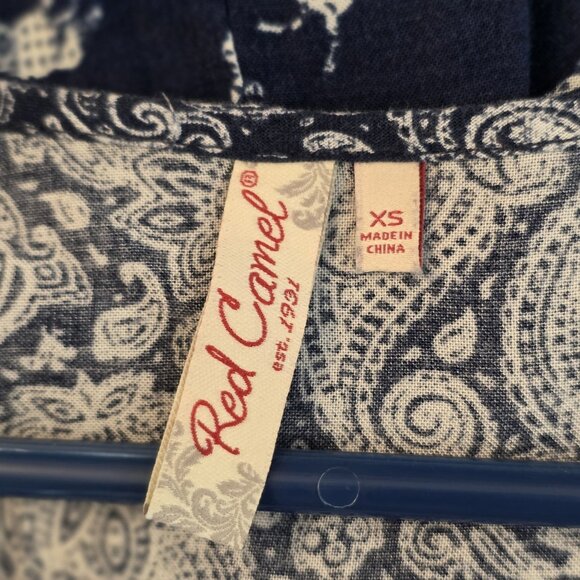 Red Camel®
est. 1931
XS
MADE IN
CHINA